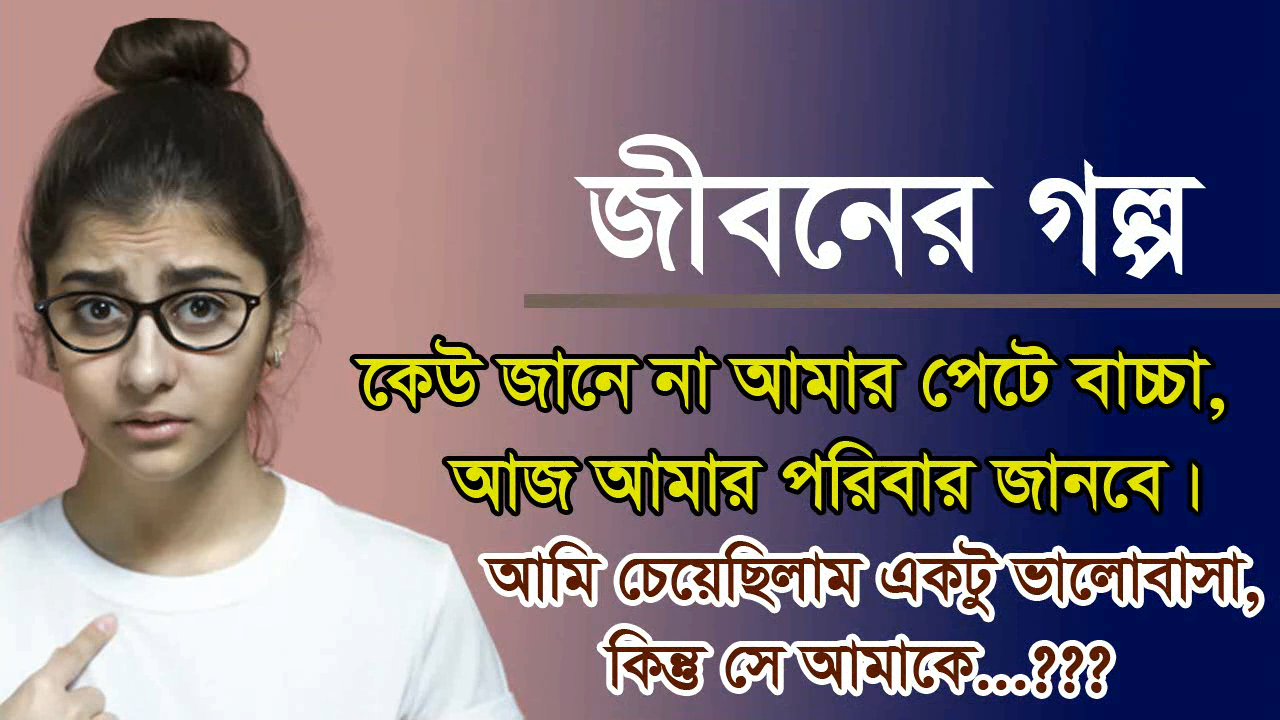 জীবনের গল্প
কেউ জানে না আমার পেটে বাচ্চা,
আজ আমার পরিবার জানবে।
আমি চেয়েছিলাম একটু ভালোবাসা,
কিন্তু সে আমাকে...???